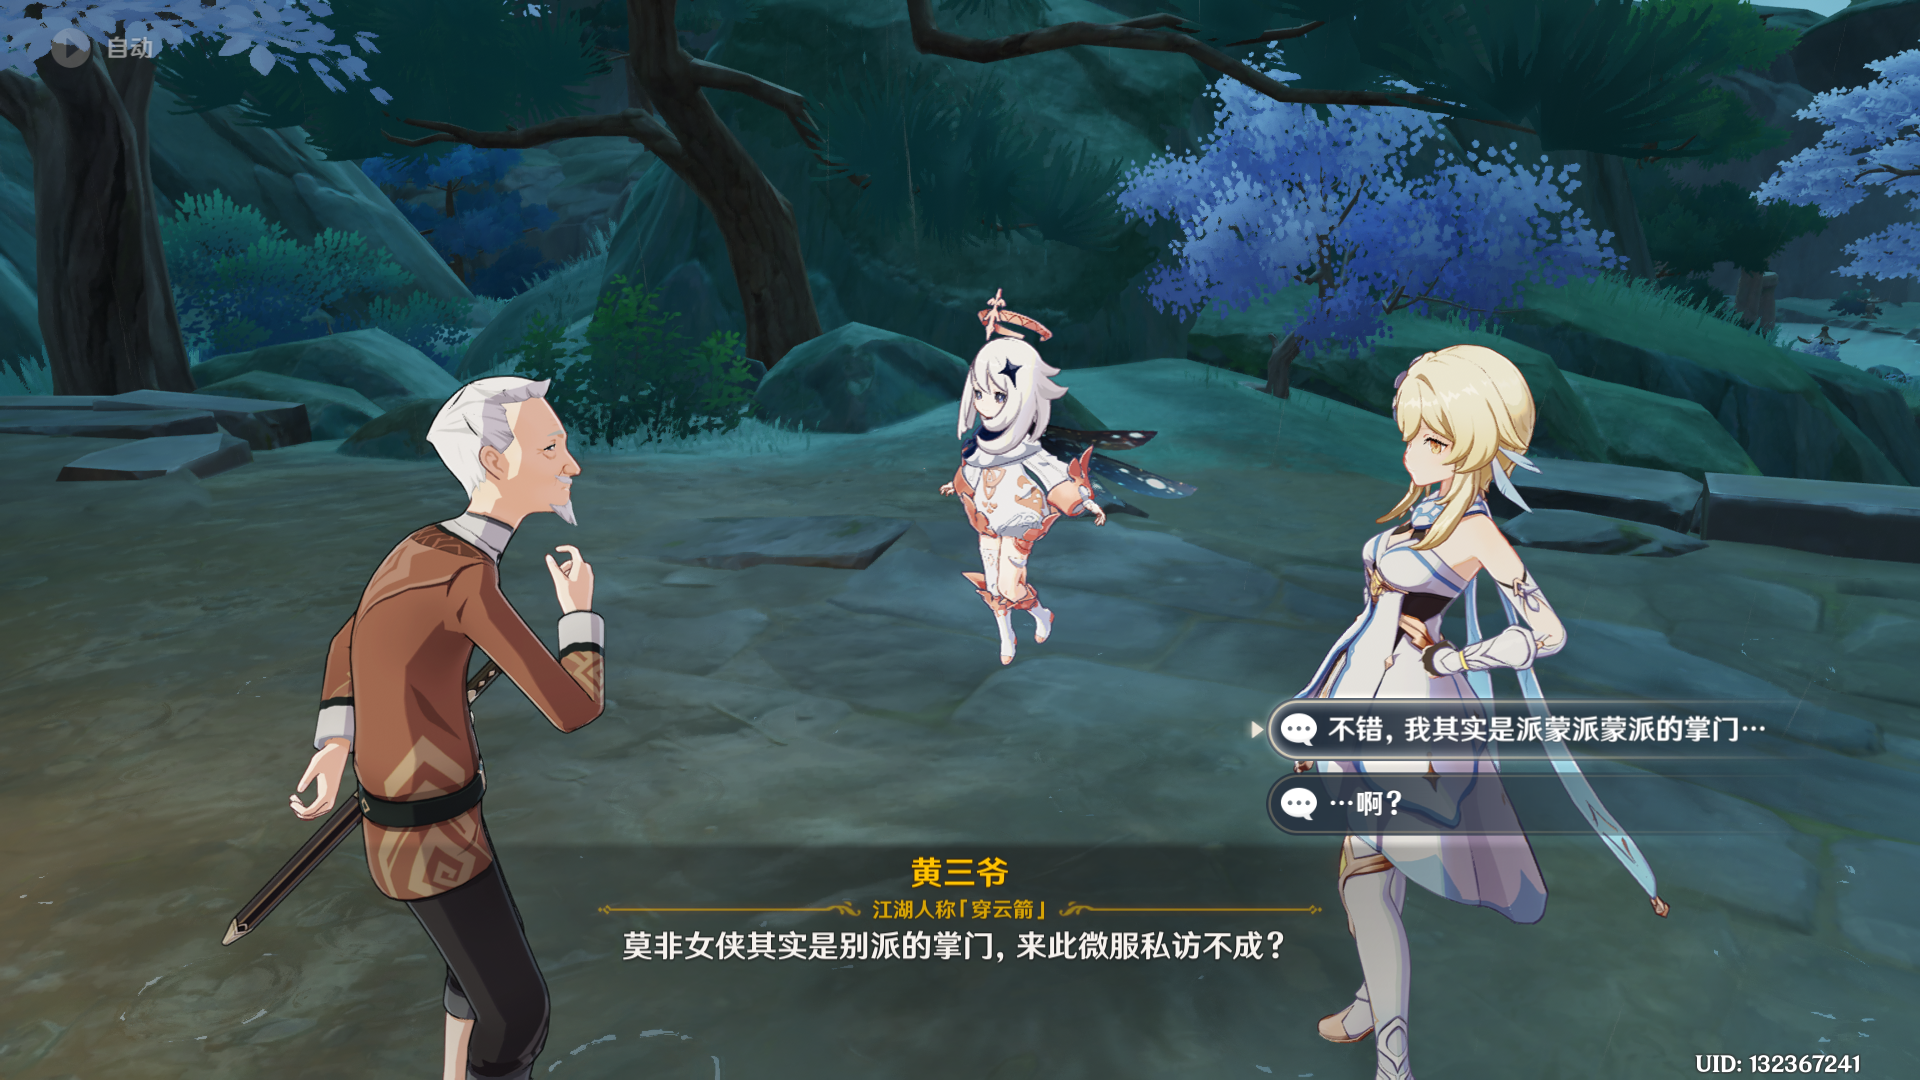 自动
不错，我其实是派蒙派蒙派的掌门…
…啊？
黄三爷
江湖人称「穿云箭」
莫非女侠其实是别派的掌门，来此微服私访不成？
UID: 132367241